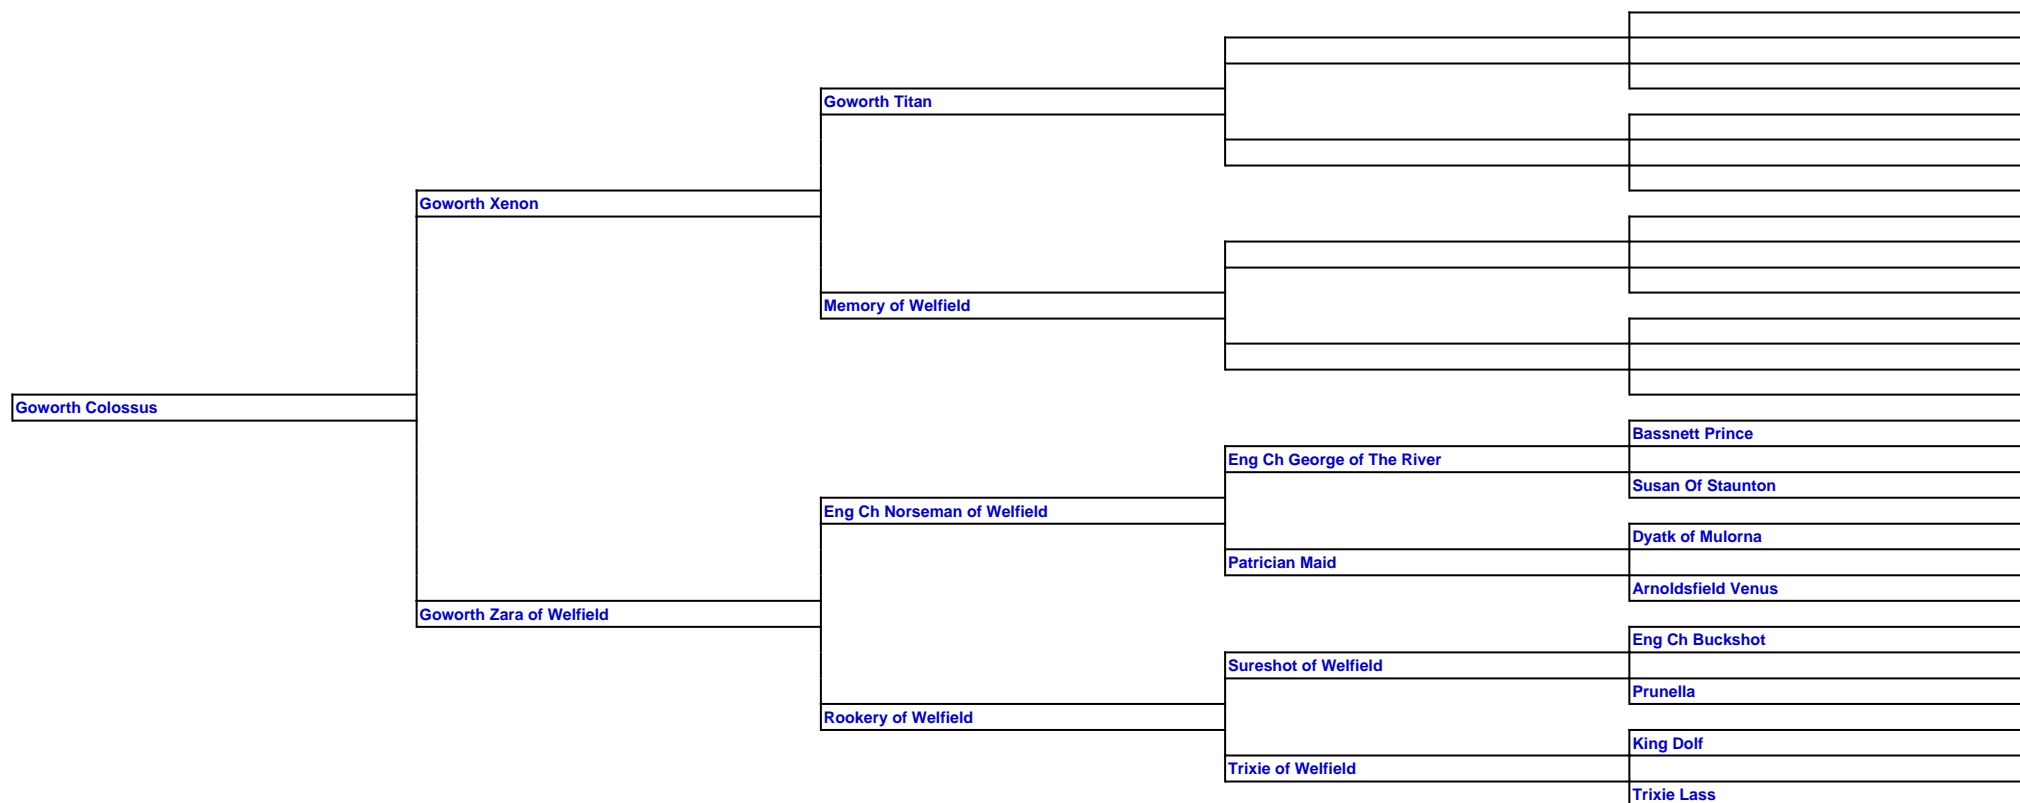 Goworth Titan
Goworth Xenon
Memory of Welfield
Goworth Colossus
Bassnett Prince
Eng Ch George of The River
Susan Of Staunton
Eng Ch Norseman of Welfield
Dyatk of Mulorna
Patrician Maid
Arnoldsfield Venus
Goworth Zara of Welfield
Eng Ch Buckshot
Sureshot of Welfield
Prunella
Rookery of Welfield
King Dolf
Trixie of Welfield
Trixie Lass